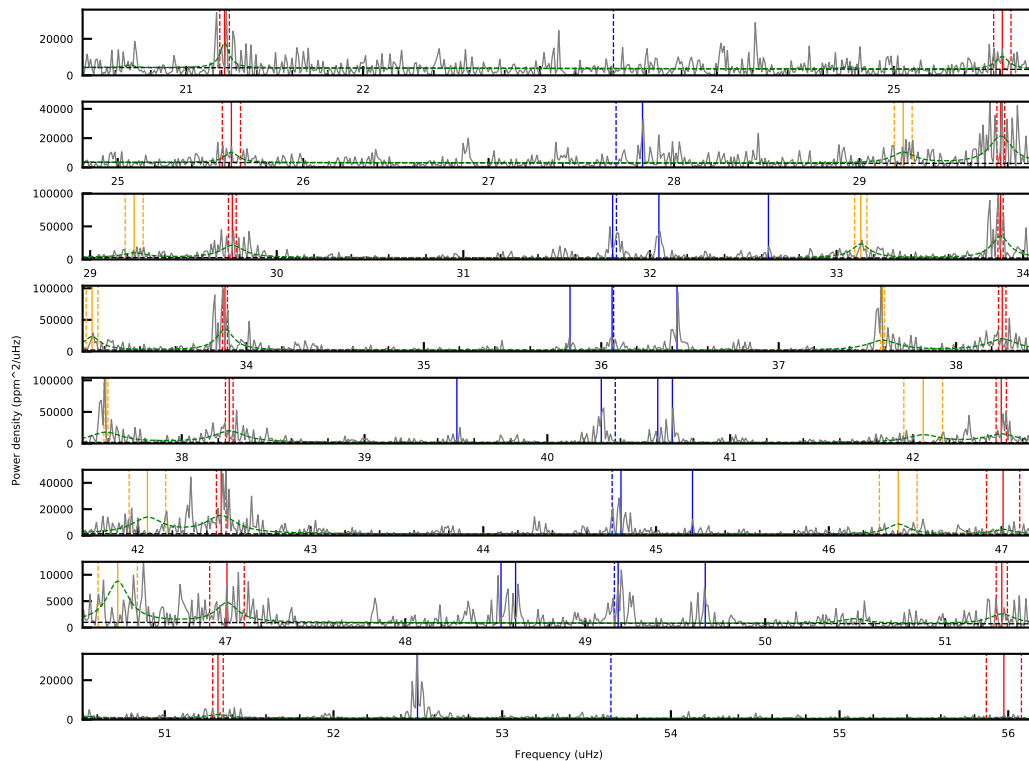 20000
0
21 22 23 24 25
40000
20000
0
25 26 27 28 29
100000
50000
0
29 30 31 32 33 34
100000
50000
0
34 35 36 37 38
100000
50000
0
38 39 40 41 42
Power density (ppm^2/uHz)
40000
20000
0
42 43 44 45 46 47
10000
5000
0
47 48 49 50 51
20000
0
51 52 53 54 55 56
Frequency (uHz)